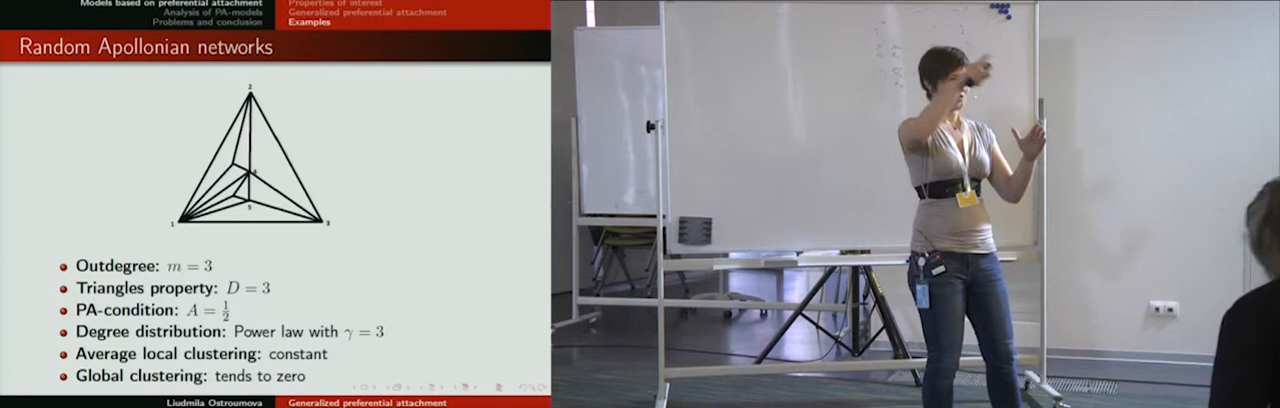 Models based on preferential attachment
Analysis of PA-models
Problems and conclusion
Properties of interest
Generalized preferential attachment
Examples
Random Apollonian networks
2
4
5
1
3
Outdegree: m = 3
Triangles property: D = 3
PA-condition: A = 1/2
Degree distribution: Power law with γ = 3
Average local clustering: constant
Global clustering: tends to zero
Liudmila Ostroumova
Generalized preferential attachment